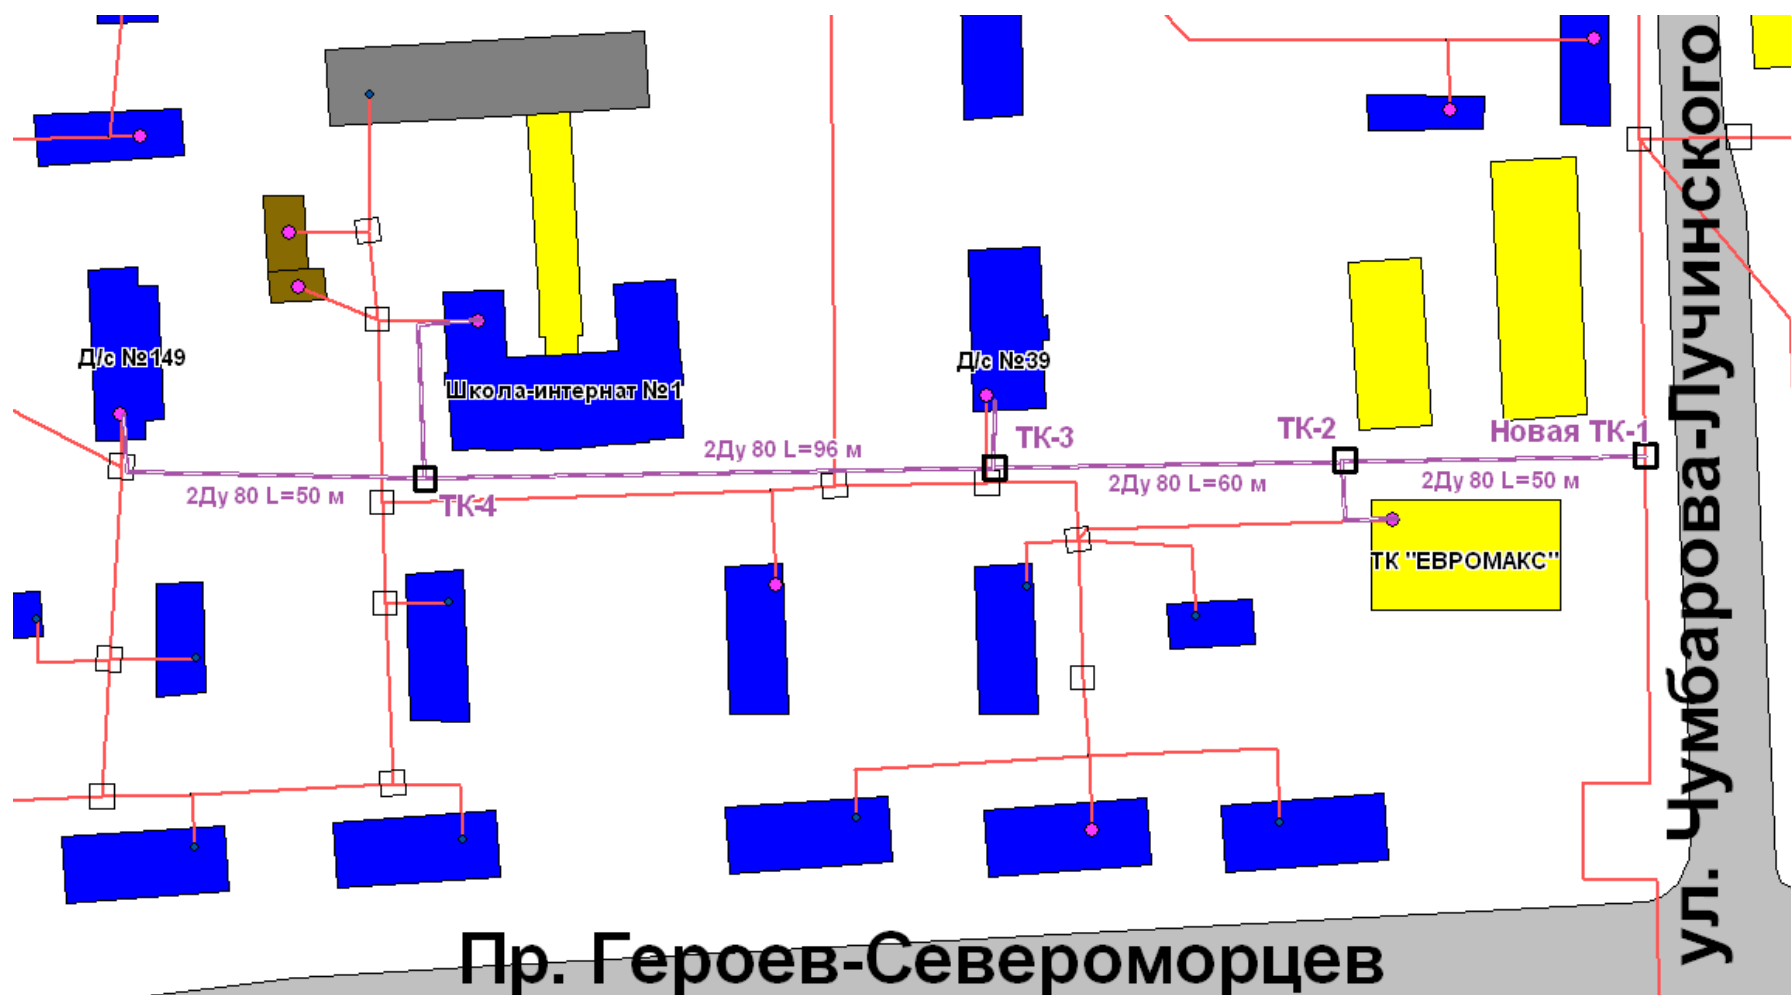 Д/с №149
Школа-интернат №1
Д/с №39
ТК-3
ТК-2
Новая ТК-1
2Ду 80 L=96 м
2Ду 80 L=50 м
ТК-4
2Ду 80 L=60 м
2Ду 80 L=50 м
ТК "ЕВРОМАКС"
ул. Чумбарова-Лучинского
Пр. Героев-Североморцев